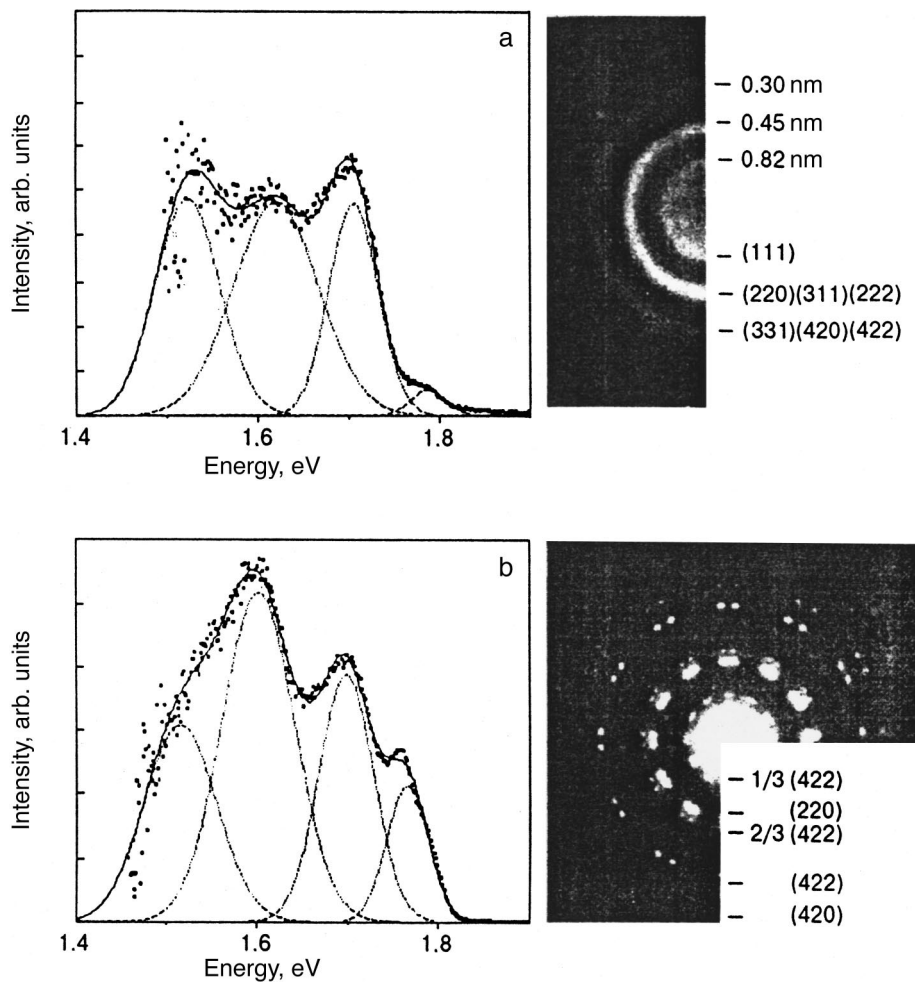 a
Intensity, arb. units
1.4
1.6
1.8
Energy, eV
0.30 nm
0.45 nm
0.82 nm
(111)
(220)(311)(222)
(331)(420)(422)
b
Intensity, arb. units
1.4
1.6
1.8
Energy, eV
1/3 (422)
(220)
2/3 (422)
(422)
(420)